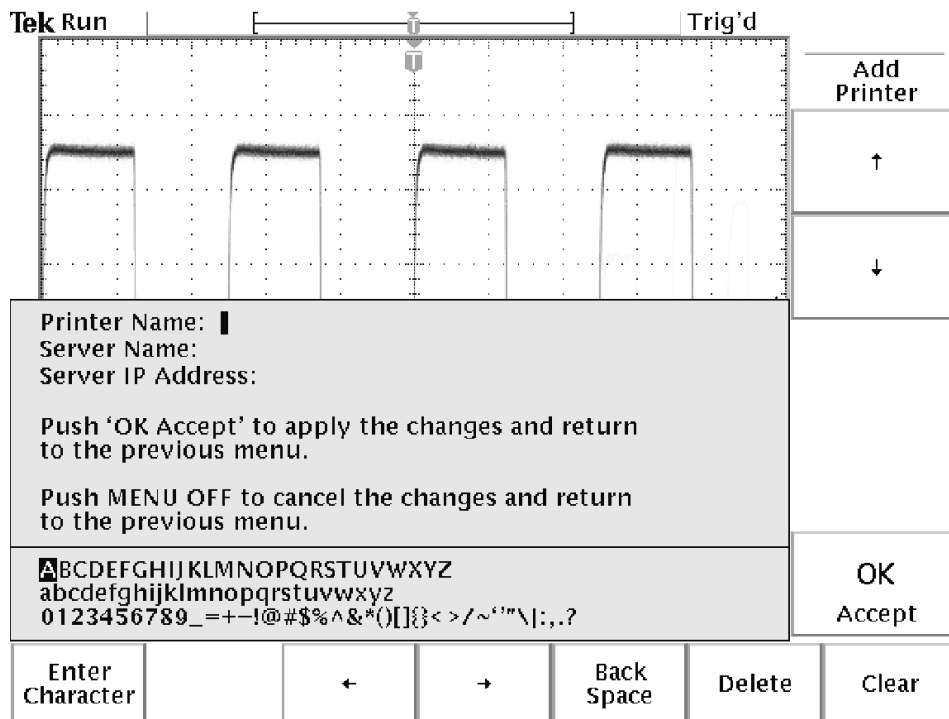 Tek Run
T
Trig'd
T
Add
Printer
↑
↓
Printer Name:
Server Name:
Server IP Address:
Push ‘OK Accept’ to apply the changes and return
to the previous menu.
Push MENU OFF to cancel the changes and return
to the previous menu.
ABCDEFGHIJKLMNOPQRSTUVWXYZ
abcdefghijklmnopqrstuvwxyz
0123456789_=+−!@#$%^&*()[]{}<>/~‘’"\|:,.?
OK
Accept
Enter
Character
←
→
Back
Space
Delete
Clear